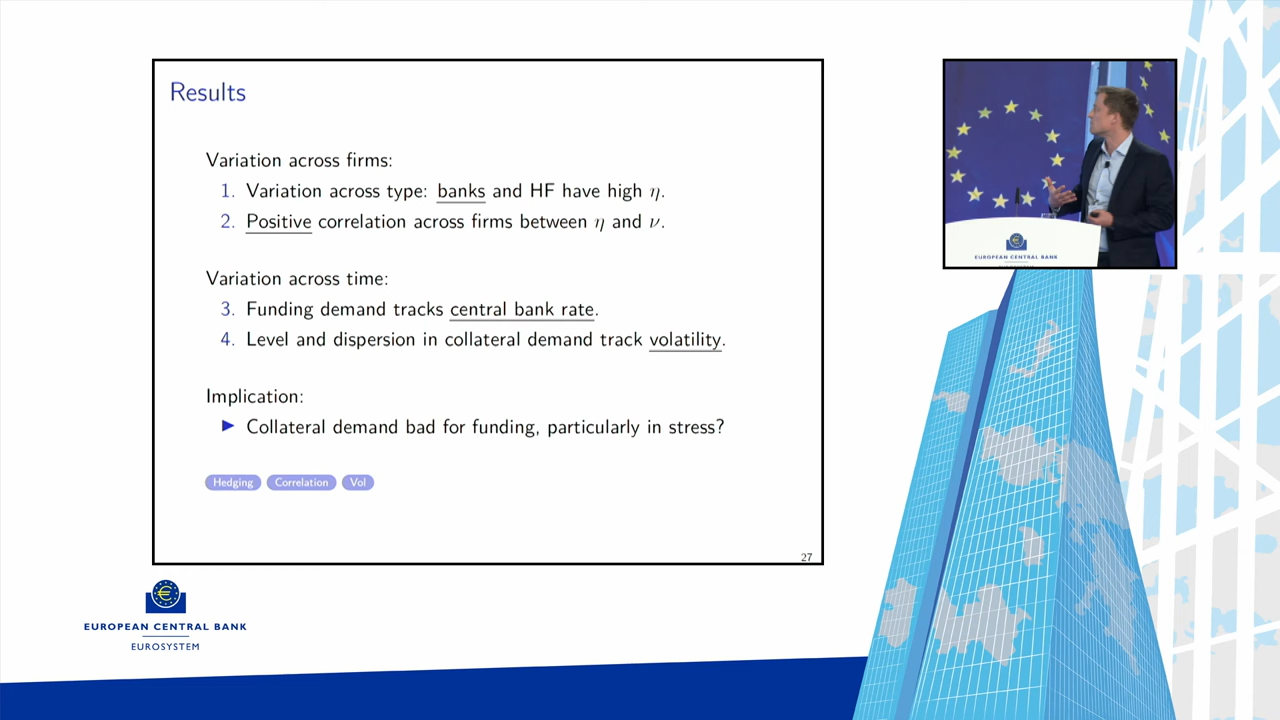 Results
Variation across firms:
1. Variation across type: banks and HF have high η.
2. Positive correlation across firms between η and ν.
Variation across time:
3. Funding demand tracks central bank rate.
4. Level and dispersion in collateral demand track volatility.
Implication:
▶ Collateral demand bad for funding, particularly in stress?
Hedging Correlation Vol
27
EUROPEAN CENTRAL BANK
EUROPEAN CENTRAL BANK
EUROSYSTEM